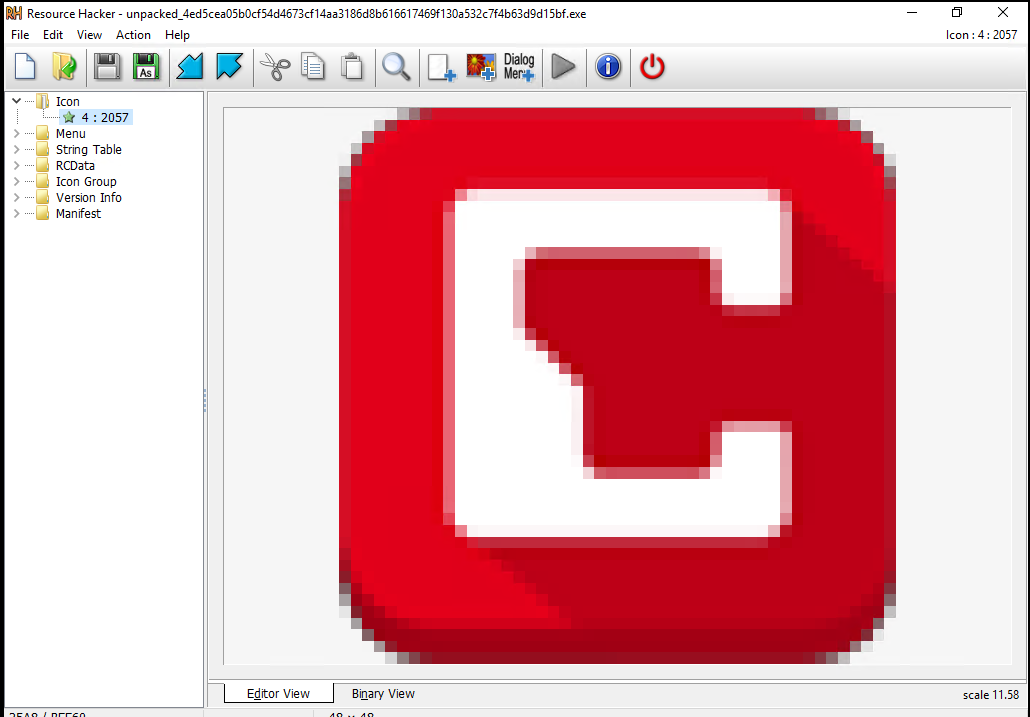 Resource Hacker - unpacked_4ed5cea05b0cf54d4673cf14aa3186d8b616617469f130a532c7f4b63d9d15bf.exe
File Edit View Action Help
Icon : 4 : 2057
As
Dialog
Mer
Icon
4 : 2057
Menu
String Table
RCData
Icon Group
Version Info
Manifest
Editor View
Binary View
scale 11.58
48 x 48